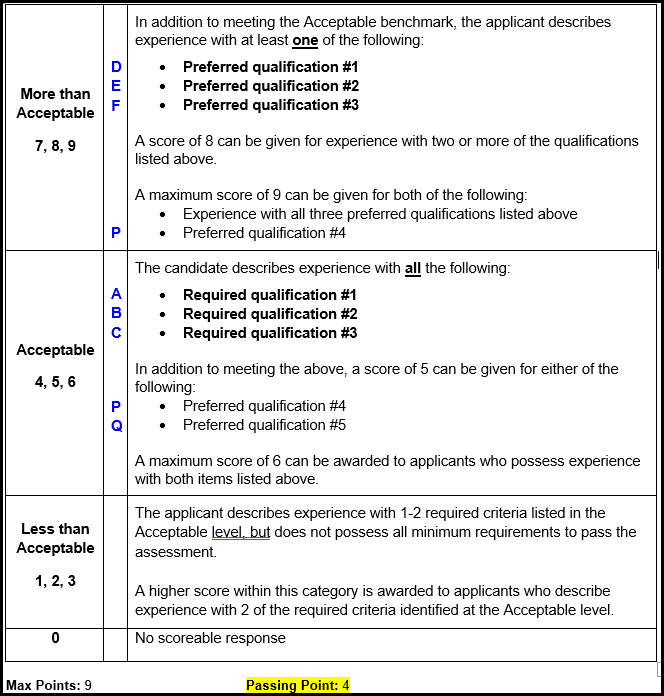 In addition to meeting the Acceptable benchmark, the applicant describes
experience with at least one of the following:
More than
Acceptable
7, 8, 9
D • Preferred qualification #1
E • Preferred qualification #2
F • Preferred qualification #3
A score of 8 can be given for experience with two or more of the qualifications
listed above.
A maximum score of 9 can be given for both of the following:
• Experience with all three preferred qualifications listed above
P • Preferred qualification #4
The candidate describes experience with all the following:
Acceptable
4, 5, 6
A • Required qualification #1
B • Required qualification #2
C • Required qualification #3
In addition to meeting the above, a score of 5 can be given for either of the
following:
P • Preferred qualification #4
Q • Preferred qualification #5
A maximum score of 6 can be awarded to applicants who possess experience
with both items listed above.
Less than
Acceptable
1, 2, 3
The applicant describes experience with 1-2 required criteria listed in the
Acceptable level, but does not possess all minimum requirements to pass the
assessment.
A higher score within this category is awarded to applicants who describe
experience with 2 of the required criteria identified at the Acceptable level.
0 No scoreable response
Max Points: 9 Passing Point: 4